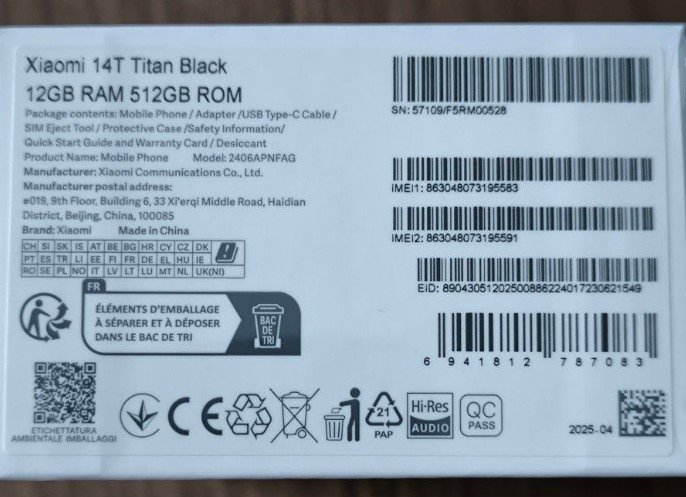 Xiaomi 14T Titan Black
12GB RAM 512GB ROM
Package contents: Mobile Phone / Adapter /USB Type-C Cable /
SIM Eject Tool / Protective Case /Safety Information/
Quick Start Guide and Warranty Card / Desiccant
Product Name: Mobile Phone Model: 2406APNFAG
Manufacturer: Xiaomi Communications Co., Ltd.
Manufacturer postal address:
#019, 9th Floor, Building 6, 33 Xi'erqi Middle Road, Haidian
District, Beijing, China, 100085
Brand: Xiaomi Made in China
CH SI SK IS AT BE BG HR CY CZ DK
PT ES TR LI EE FI FR DE EL HU IE
RO SE PL NO IT LV LT LU MT NL UK(NI)
FR
ÉLÉMENTS D'EMBALLAGE
À SÉPARER ET À DÉPOSER
DANS LE BAC DE TRI
BAC
DE
TRI
ETICHETTATURA
AMBIENTALE IMBALLAGGI
CE
21
PAP
Hi-Res
AUDIO
QC
PASS
SN: 57109/F5RM00528
IMEI1: 863048073195583
IMEI2: 863048073195591
EID: 89043051202500886224017230621549
6 941812 787083
2025.04